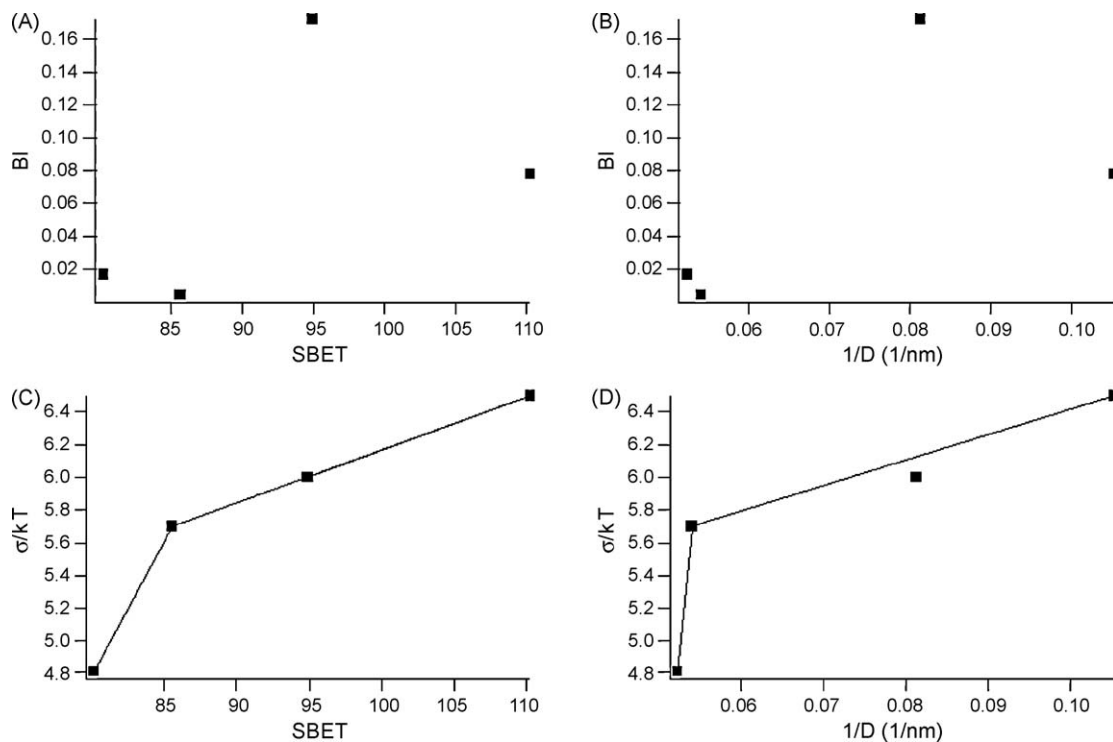 (A)
0.16
0.14
0.12
0.10
0.08
0.06
0.04
0.02
BI
85 90 95 100 105 110
SBET
(B)
0.16
0.14
0.12
0.10
0.08
0.06
0.04
0.02
BI
0.06 0.07 0.08 0.09 0.10
1/D (1/nm)
(C)
6.4
6.2
6.0
5.8
5.6
5.4
5.2
5.0
4.8
σ/kT
85 90 95 100 105 110
SBET
(D)
6.4
6.2
6.0
5.8
5.6
5.4
5.2
5.0
4.8
σ/kT
0.06 0.07 0.08 0.09 0.10
1/D (1/nm)